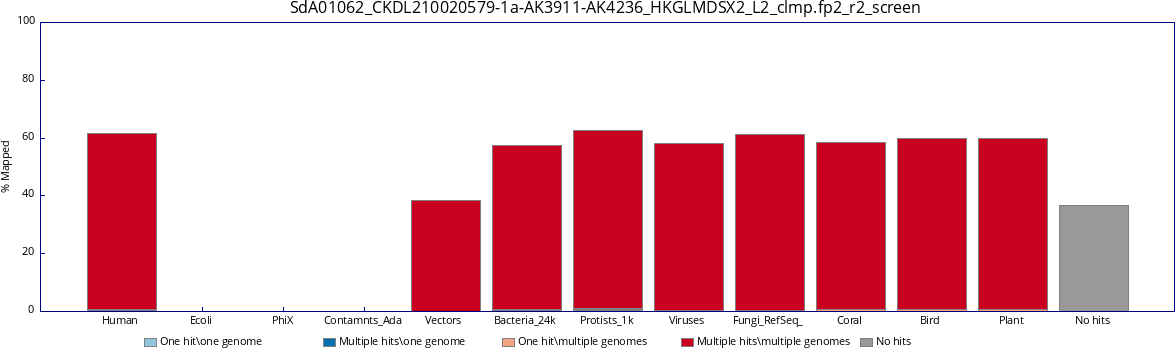 SdA01062_CKDL210020579-1a-AK3911-AK4236_HKGLMDSX2_L2_clmp.fp2_r2_screen
100
80
60
40
20
0
% Mapped
Human Ecoli PhiX Contamnts_Ada Vectors Bacteria_24k Protists_1k Viruses Fungi_RefSeq_ Coral Bird Plant No hits
One hit\one genome Multiple hits\one genome One hit\multiple genomes Multiple hits\multiple genomes No hits